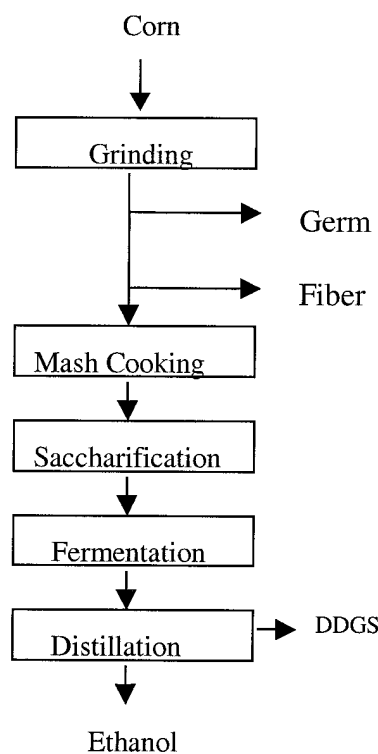 Corn
Grinding
Germ
Fiber
Mash Cooking
Saccharification
Fermentation
Distillation
DDGS
Ethanol